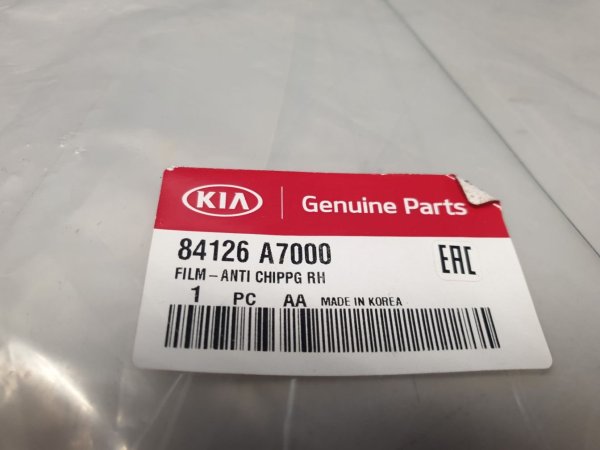 KIA Genuine Parts
84126 A7000 EAC
FILM-ANTI CHIPPG RH
1 PC AA MADE IN KOREA